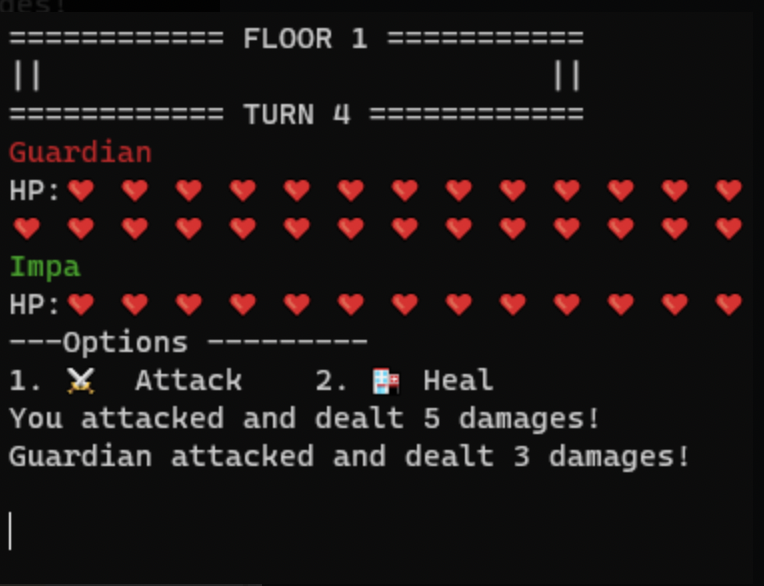 ============ FLOOR 1 ===========
||                             ||
============ TURN 4 ============
Guardian
HP:❤️ ❤️ ❤️ ❤️ ❤️ ❤️ ❤️ ❤️ ❤️ ❤️ ❤️ ❤️ ❤️
❤️ ❤️ ❤️ ❤️ ❤️ ❤️ ❤️ ❤️ ❤️ ❤️ ❤️ ❤️ ❤️ ❤️
Impa
HP:❤️ ❤️ ❤️ ❤️ ❤️ ❤️ ❤️ ❤️ ❤️ ❤️ ❤️ ❤️ ❤️
---Options ---------
1. ⚔️  Attack    2. 🏥 Heal
You attacked and dealt 5 damages!
Guardian attacked and dealt 3 damages!